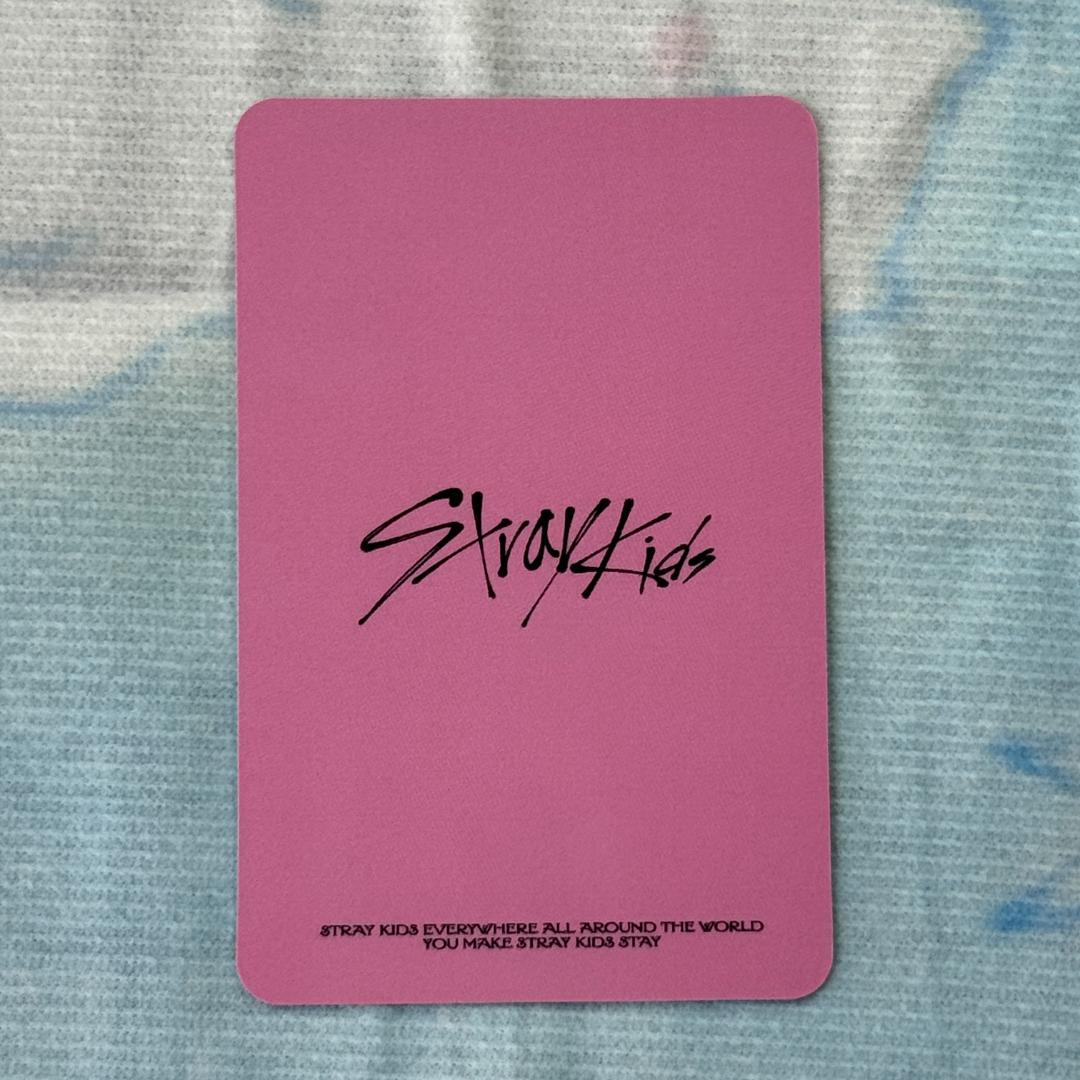 Stray Kids
STRAY KIDS EVERYWHERE ALL AROUND THE WORLD
YOU MAKE STRAY KIDS STAY